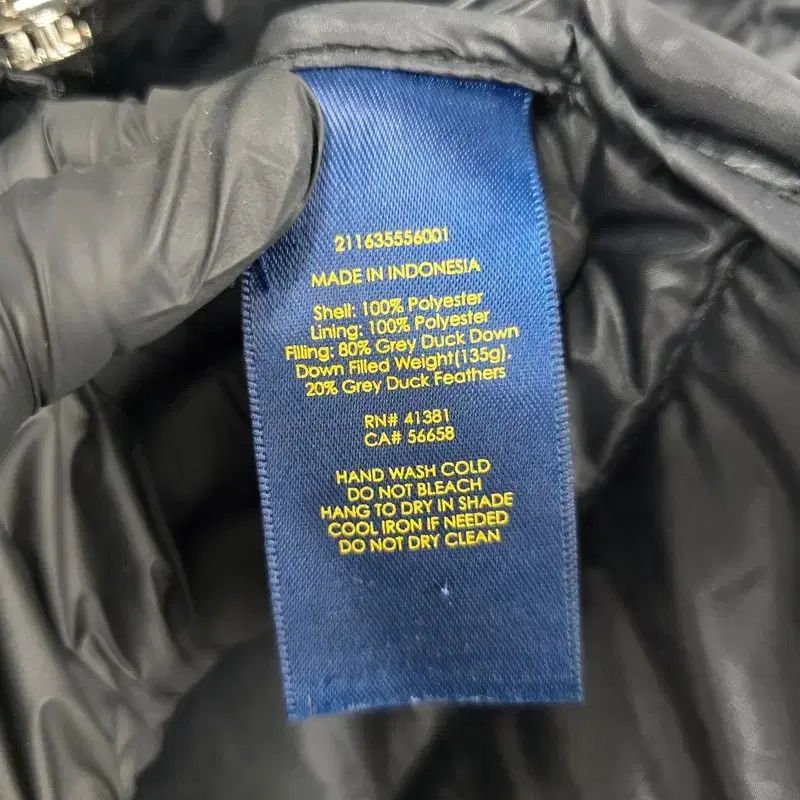 211635556001
MADE IN INDONESIA
Shell: 100% Polyester
Lining: 100% Polyester
Filling: 80% Grey Duck Down
Down Filled Weight(135g),
20% Grey Duck Feathers
RN# 41381
CA# 56658
HAND WASH COLD
DO NOT BLEACH
HANG TO DRY IN SHADE
COOL IRON IF NEEDED
DO NOT DRY CLEAN